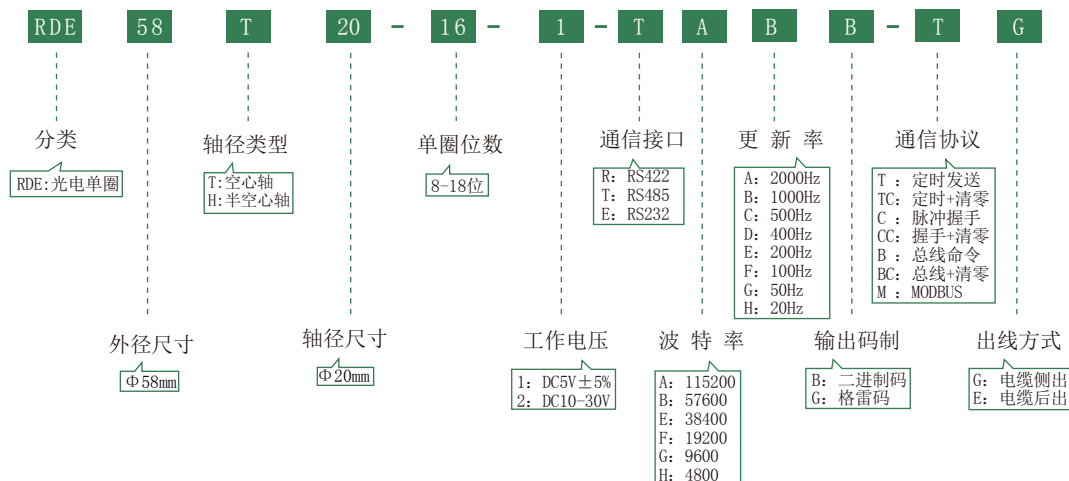 RDE 58 T 20 - 16 - 1 - T A B B - T G
分类
RDE:光电单圈
轴径类型
T:空心轴
H:半空心轴
单圈位数
8-18位
通信接口
R: RS422
T: RS485
E: RS232
更新率
A: 2000Hz
B: 1000Hz
C: 500Hz
D: 400Hz
E: 200Hz
F: 100Hz
G: 50Hz
H: 20Hz
通信协议
T : 定时发送
TC: 定时+清零
C : 脉冲握手
CC: 握手+清零
B : 总线命令
BC: 总线+清零
M : MODBUS
外径尺寸
Φ58mm
轴径尺寸
Φ20mm
工作电压
1: DC5V±5%
2: DC10-30V
波特率
A: 115200
B: 57600
E: 38400
F: 19200
G: 9600
H: 4800
输出码制
B: 二进制码
G: 格雷码
出线方式
G: 电缆侧出
E: 电缆后出